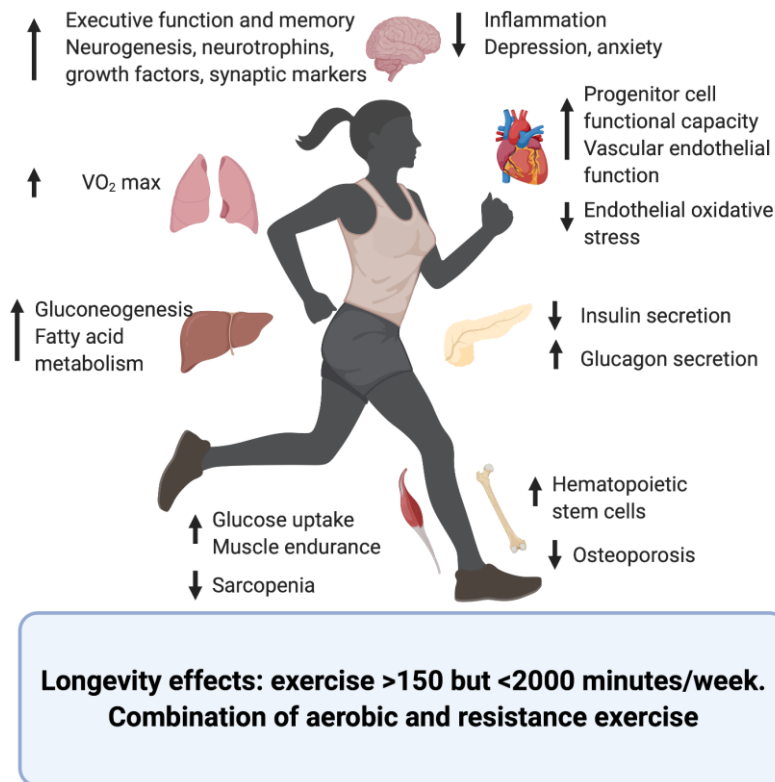 Executive function and memory
Neurogenesis, neurotrophins,
growth factors, synaptic markers
Inflammation
Depression, anxiety
Progenitor cell
functional capacity
Vascular endothelial
function
Endothelial oxidative
stress
VO₂ max
Gluconeogenesis
Fatty acid
metabolism
Insulin secretion
Glucagon secretion
Glucose uptake
Muscle endurance
Sarcopenia
Hematopoietic
stem cells
Osteoporosis
Longevity effects: exercise >150 but <2000 minutes/week.
Combination of aerobic and resistance exercise